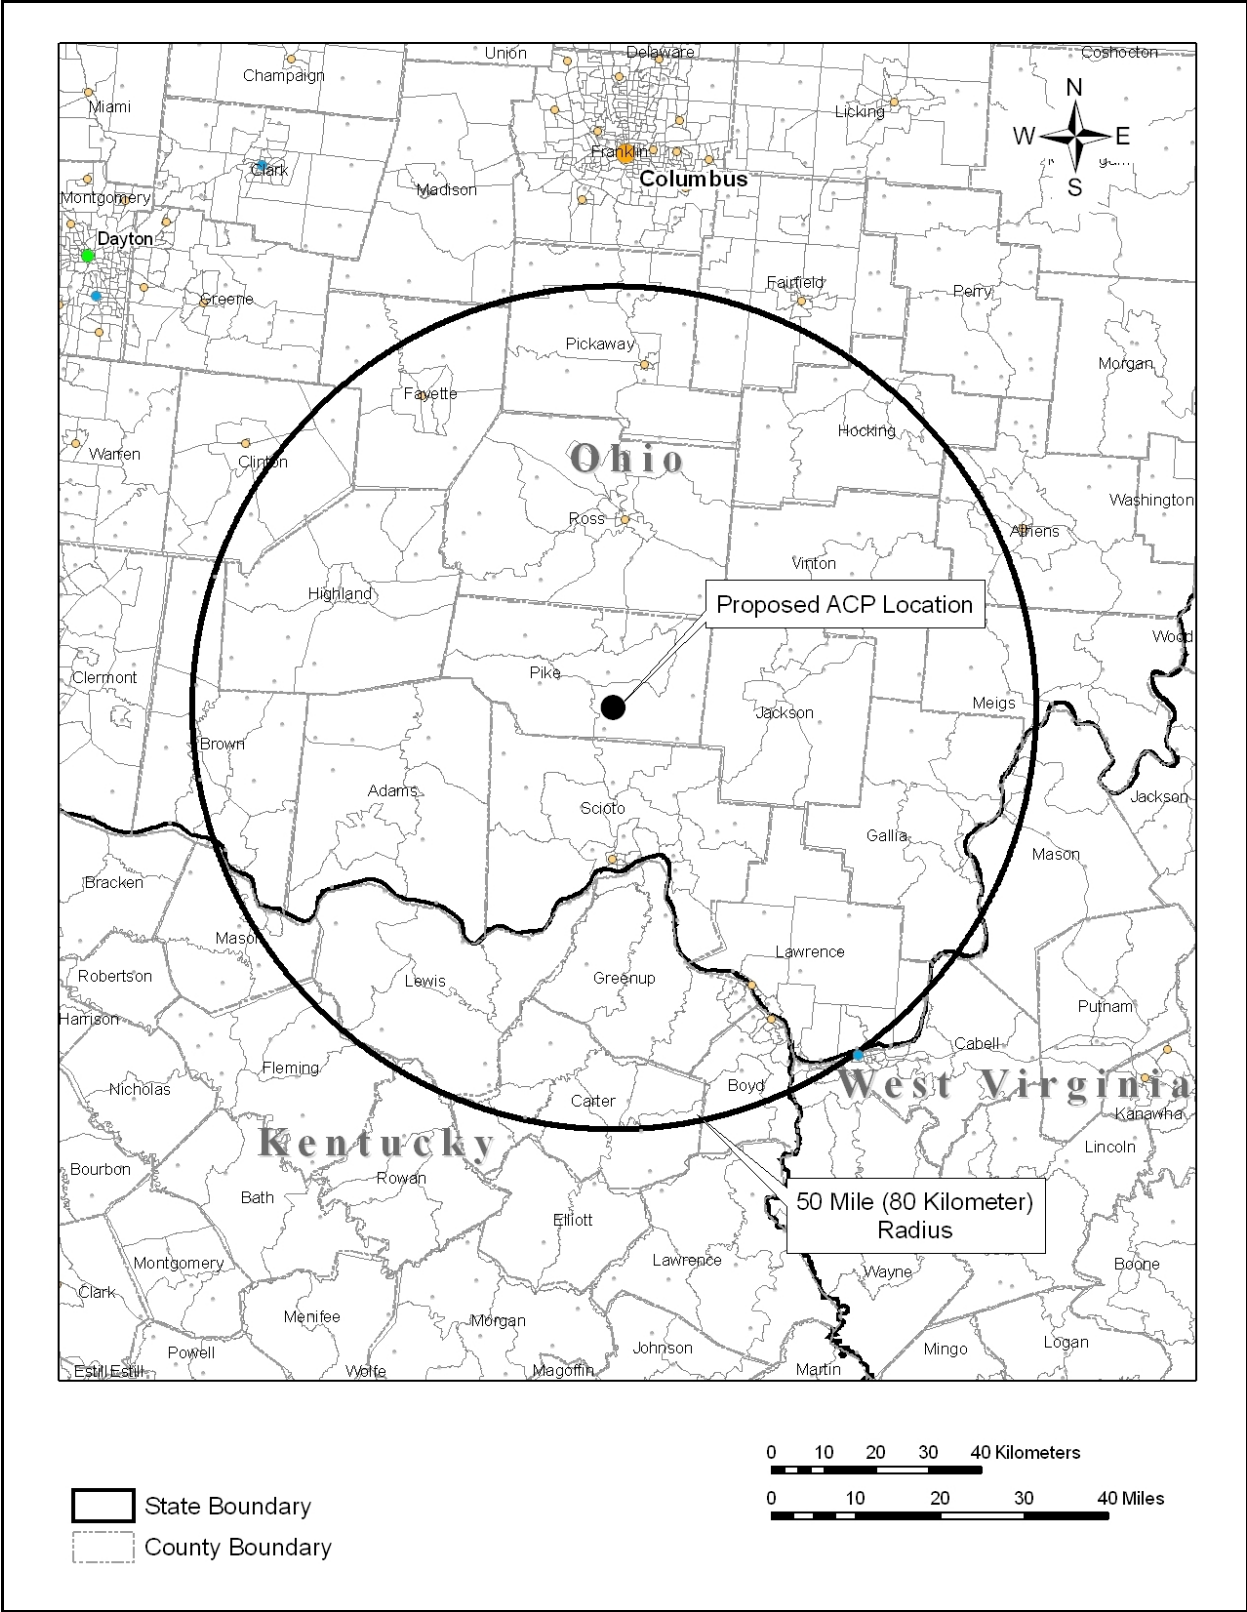 Union
Delaware
Coshocton
Champaign
Miami
Licking
N
W
E
S
Franklin
Clark
Columbus
Madison
Montgomery
Dayton
Greene
Fairfield
Perry
Pickaway
Morgan
Fayette
Hocking
Warren
Clinton
Ohio
Washington
Ross
Athens
Vinton
Highland
Proposed ACP Location
Wood
Pike
Clermont
Meigs
Jackson
Brown
Adams
Scioto
Jackson
Gallia
Mason
Bracken
Mason
Lawrence
Robertson
Lewis
Greenup
Putnam
Harrison
Cabell
Fleming
Nicholas
Boyd
West Virginia
Carter
Kanawha
Kentucky
Lincoln
Bourbon
Rowan
Bath
50 Mile (80 Kilometer)
Radius
Elliott
Lawrence
Montgomery
Wayne
Boone
Clark
Menifee
Morgan
Logan
Powell
Johnson
Mingo
Estill Estill
Wolfe
Magoffin
Martin
0 10 20 30 40 Kilometers
0 10 20 30 40 Miles
State Boundary
County Boundary